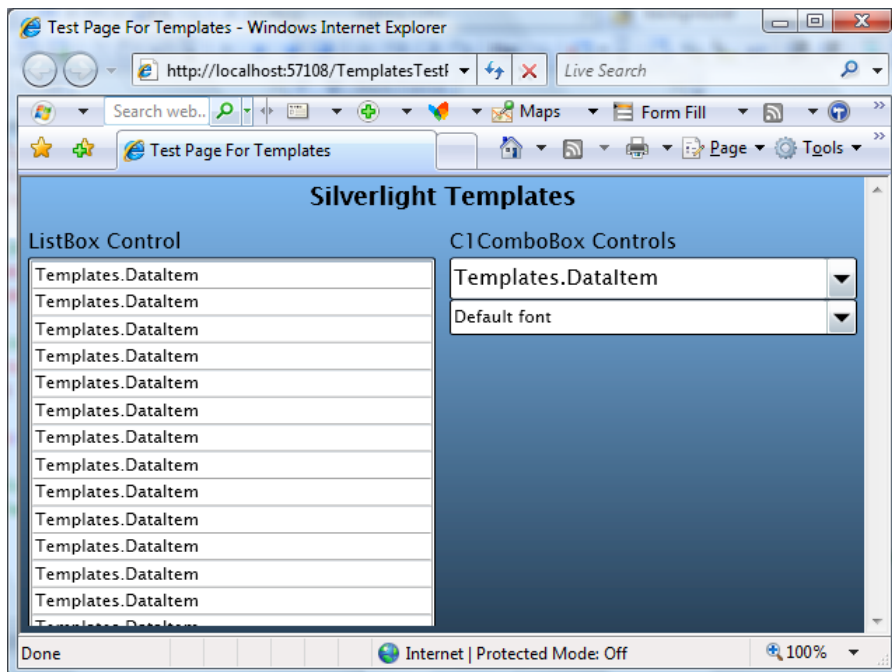 Test Page For Templates - Windows Internet Explorer
http://localhost:57108/TemplatesTest
Live Search
Search web..
Maps
Form Fill
Test Page For Templates
Page
Tools
Silverlight Templates
ListBox Control
C1ComboBox Controls
Templates.DataItem
Templates.DataItem
Templates.DataItem
Default font
Templates.DataItem
Templates.DataItem
Templates.DataItem
Templates.DataItem
Templates.DataItem
Templates.DataItem
Templates.DataItem
Templates.DataItem
Templates.DataItem
Templates.DataItem
Templates.DataItem
Done
Internet | Protected Mode: Off
100%